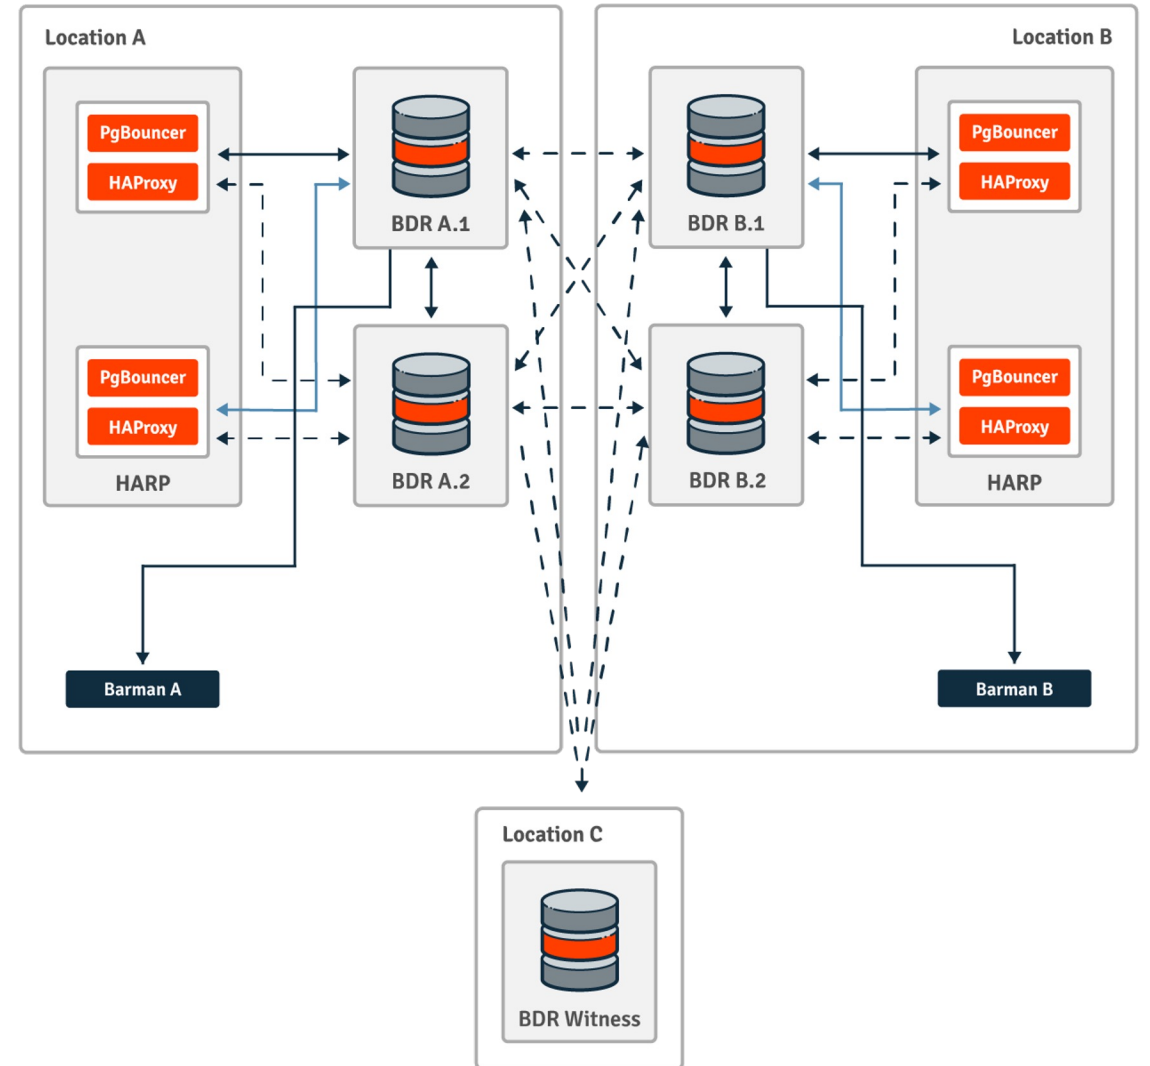 Location A
PgBouncer
HAProxy
BDR A.1
PgBouncer
HAProxy
HARP
BDR A.2
Barman A
Location B
BDR B.1
PgBouncer
HAProxy
BDR B.2
PgBouncer
HAProxy
HARP
Barman B
Location C
BDR Witness